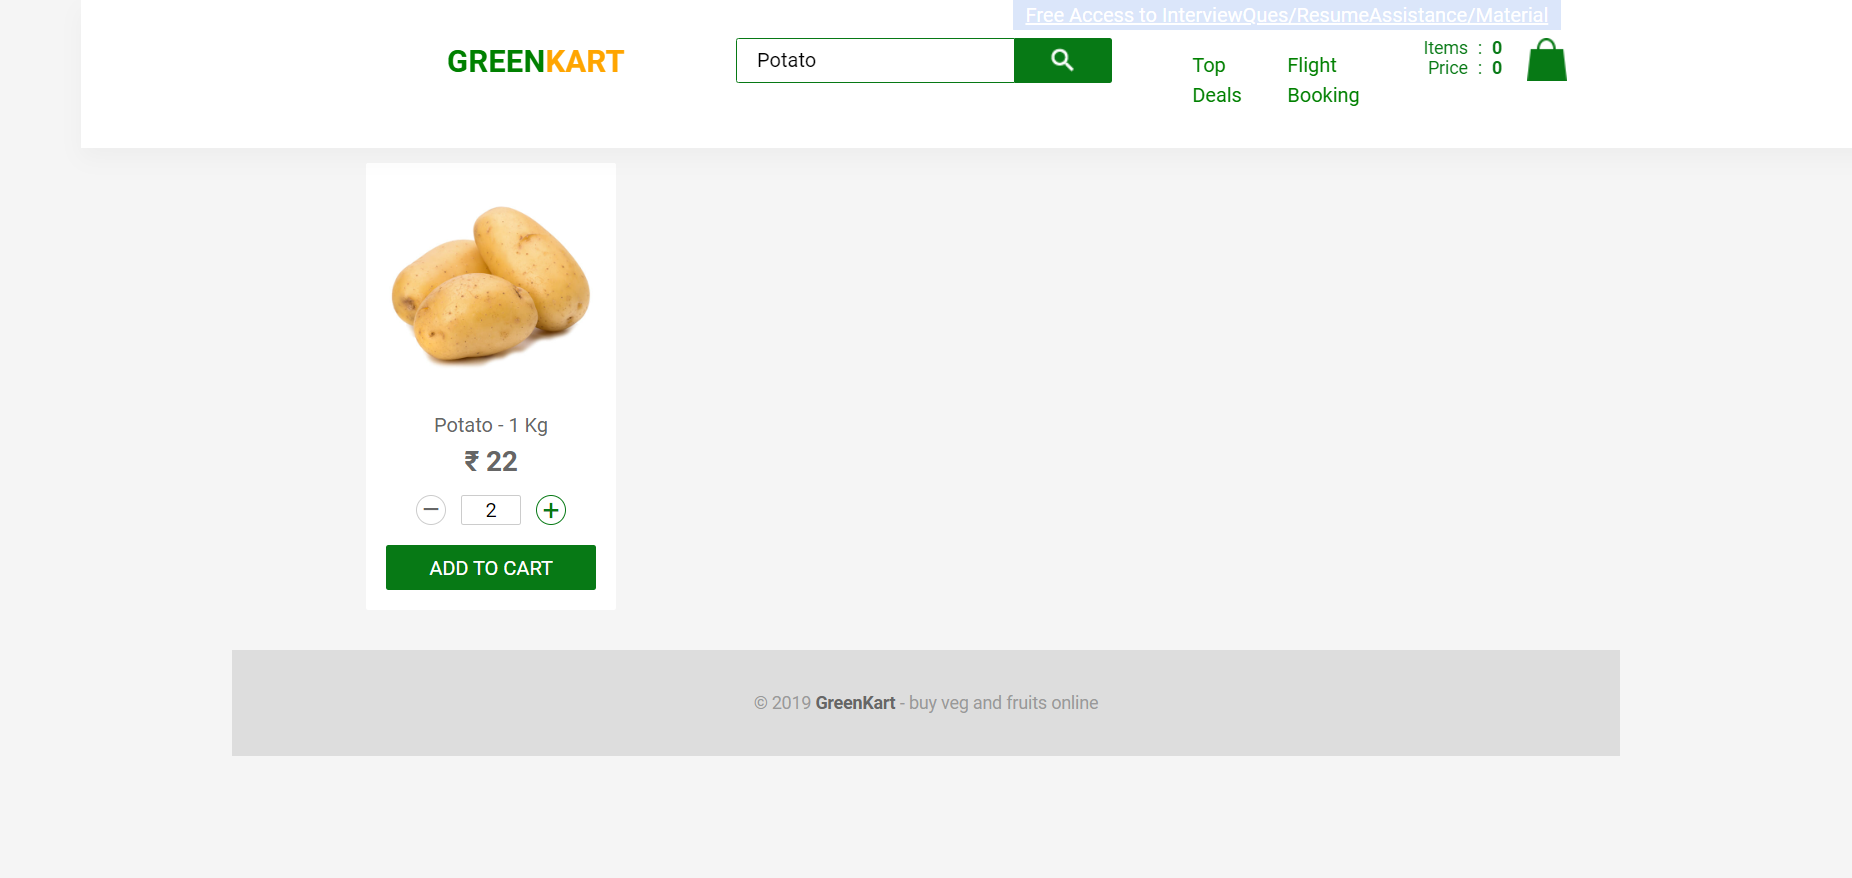 Free Access to InterviewQues/ResumeAssistance/Material
GREENKART
Potato
Top
Deals
Flight
Booking
Items : 0
Price : 0
Potato - 1 Kg
₹ 22
2
ADD TO CART
© 2019 GreenKart - buy veg and fruits online